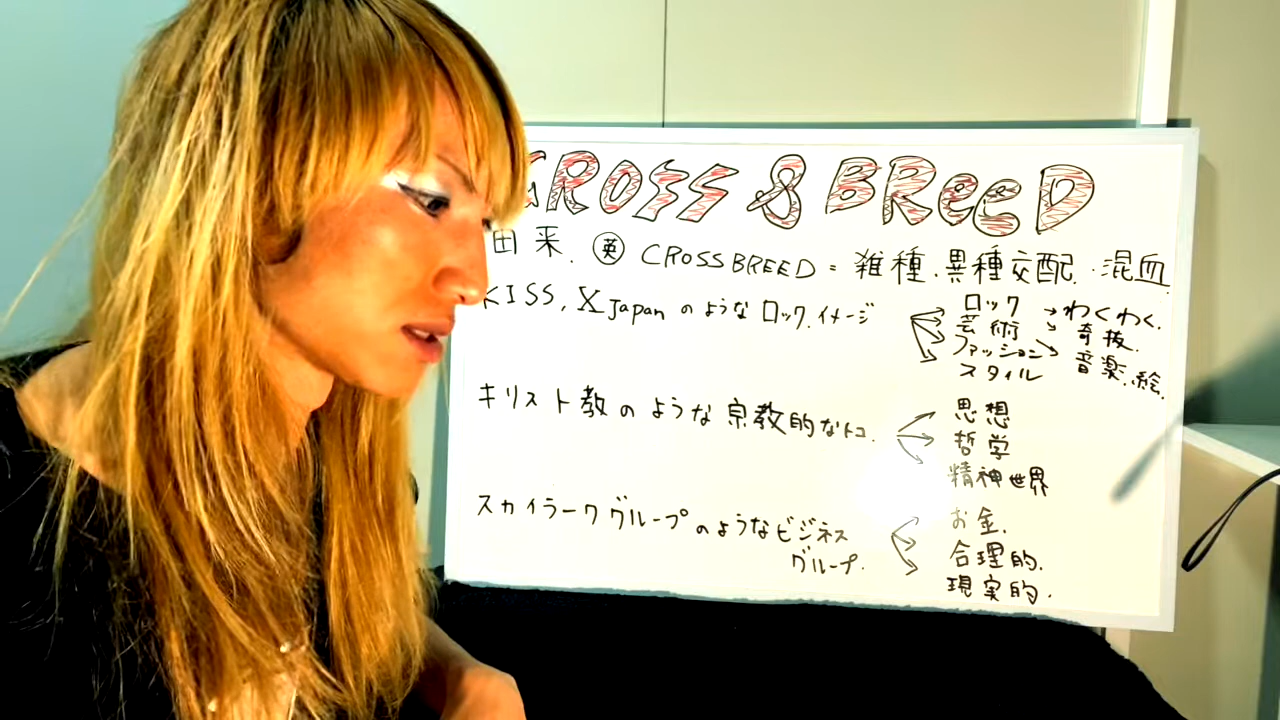 CROSS & BREED
由来. 英 CROSSBREED = 雑種、異種交配、混血
KISS, X Japan のような ロック、イメージ
ロック → わくわく.
芸術 → 奇抜.
ファッション → 音楽、絵.
スタイル
キリスト教のような宗教的なトコ.
思想
哲学
精神世界
スカイラークグループのようなビジネス
グループ.
お金.
合理的.
現実的.